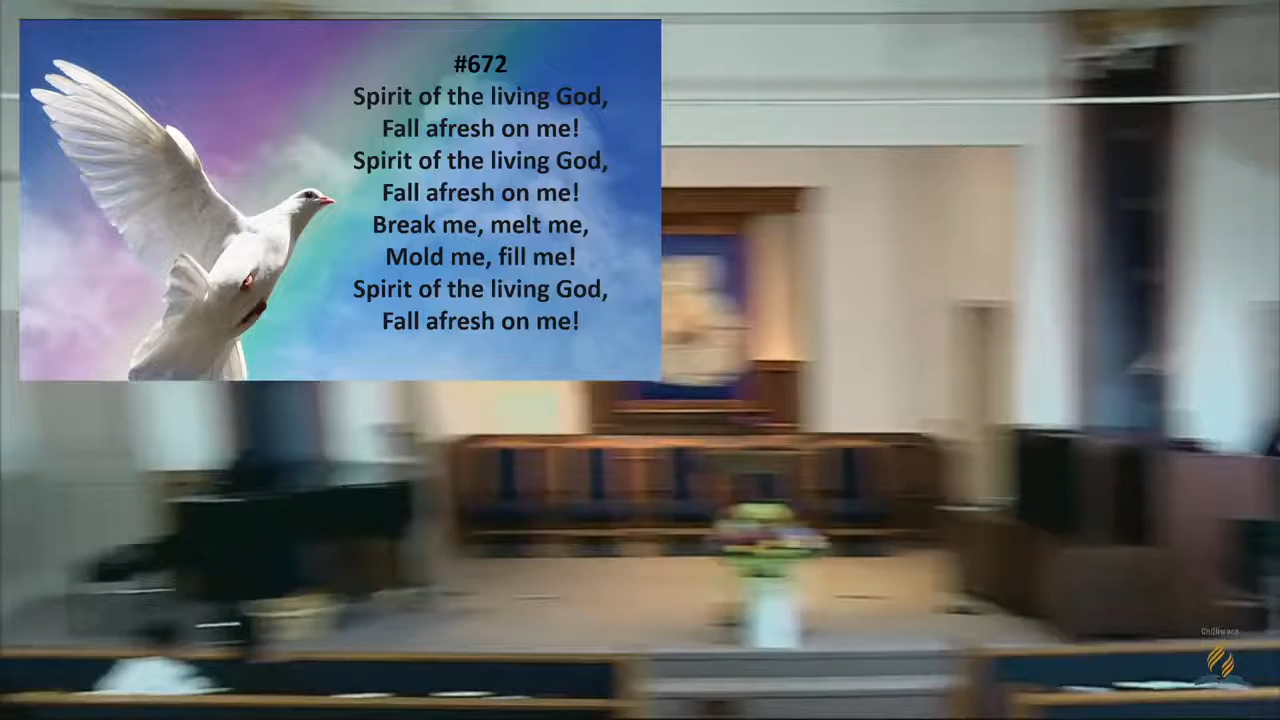 #672
Spirit of the living God,
Fall afresh on me!
Spirit of the living God,
Fall afresh on me!
Break me, melt me,
Mold me, fill me!
Spirit of the living God,
Fall afresh on me!
Chilliwack